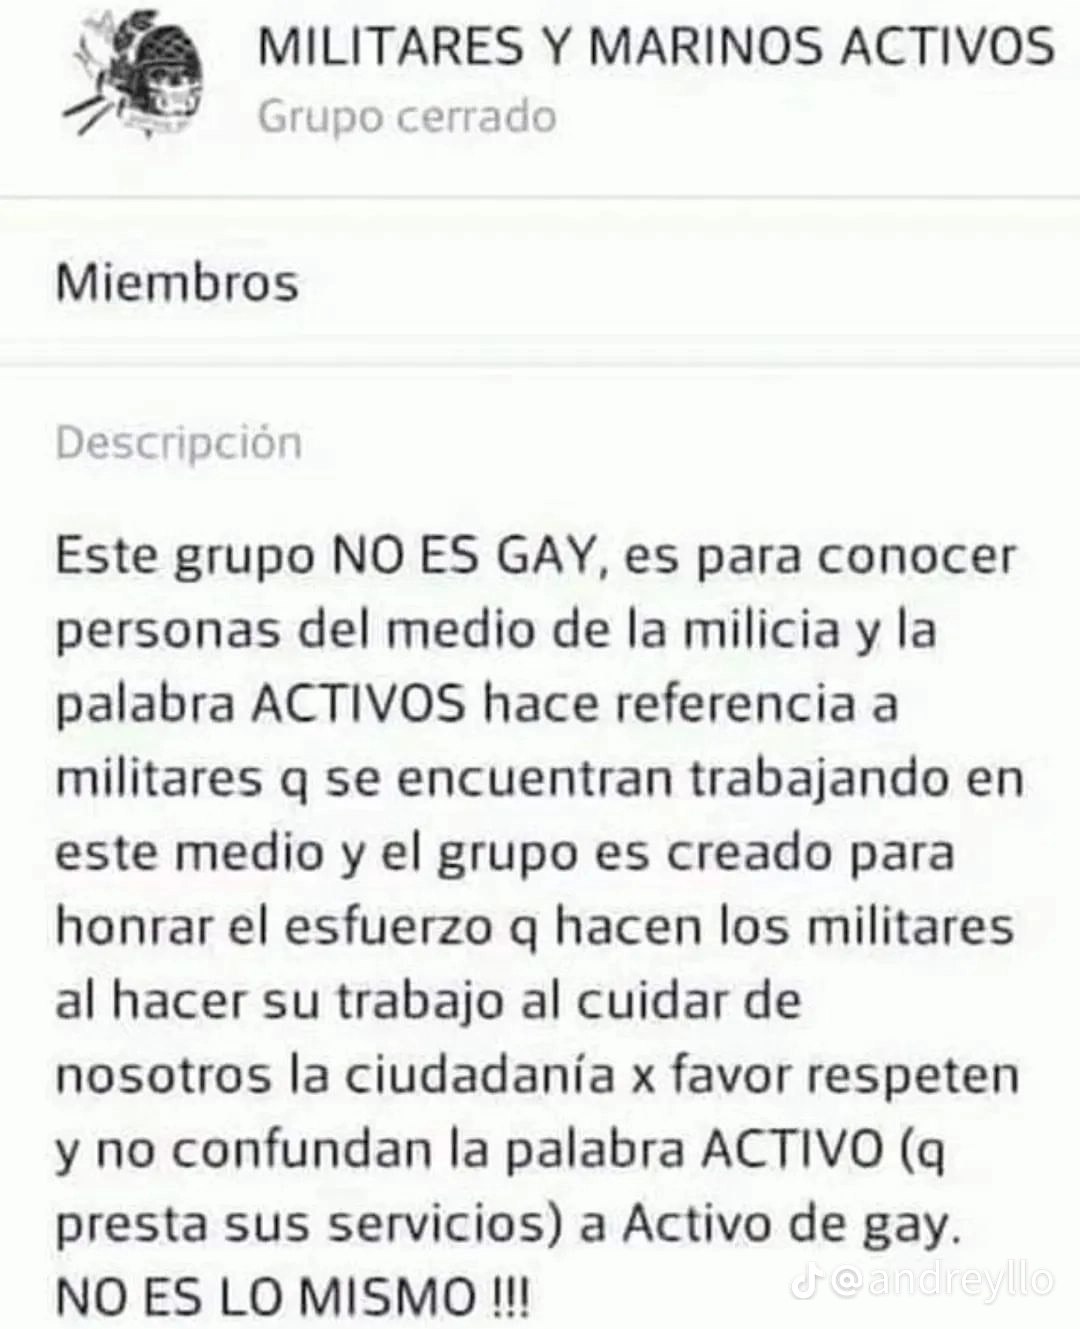 MILITARES Y MARINOS ACTIVOS
Grupo cerrado
Miembros
Descripción
Este grupo NO ES GAY, es para conocer
personas del medio de la milicia y la
palabra ACTIVOS hace referencia a
militares q se encuentran trabajando en
este medio y el grupo es creado para
honrar el esfuerzo q hacen los militares
al hacer su trabajo al cuidar de
nosotros la ciudadanía x favor respeten
y no confundan la palabra ACTIVO (q
presta sus servicios) a Activo de gay.
NO ES LO MISMO !!!
@andreyllo